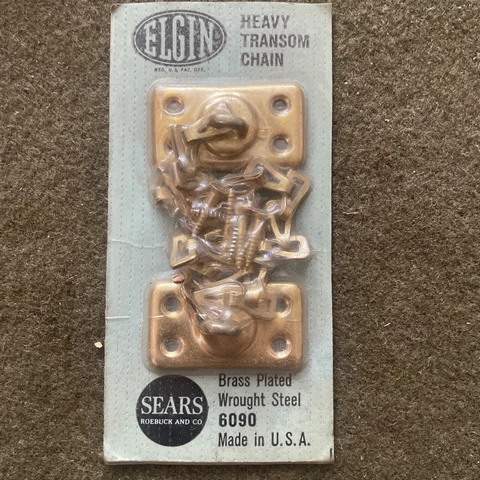 ELGIN
REG. U.S. PAT. OFF.
HEAVY
TRANSOM
CHAIN
SEARS
ROEBUCK AND CO
Brass Plated
Wrought Steel
6090
Made in U.S.A.